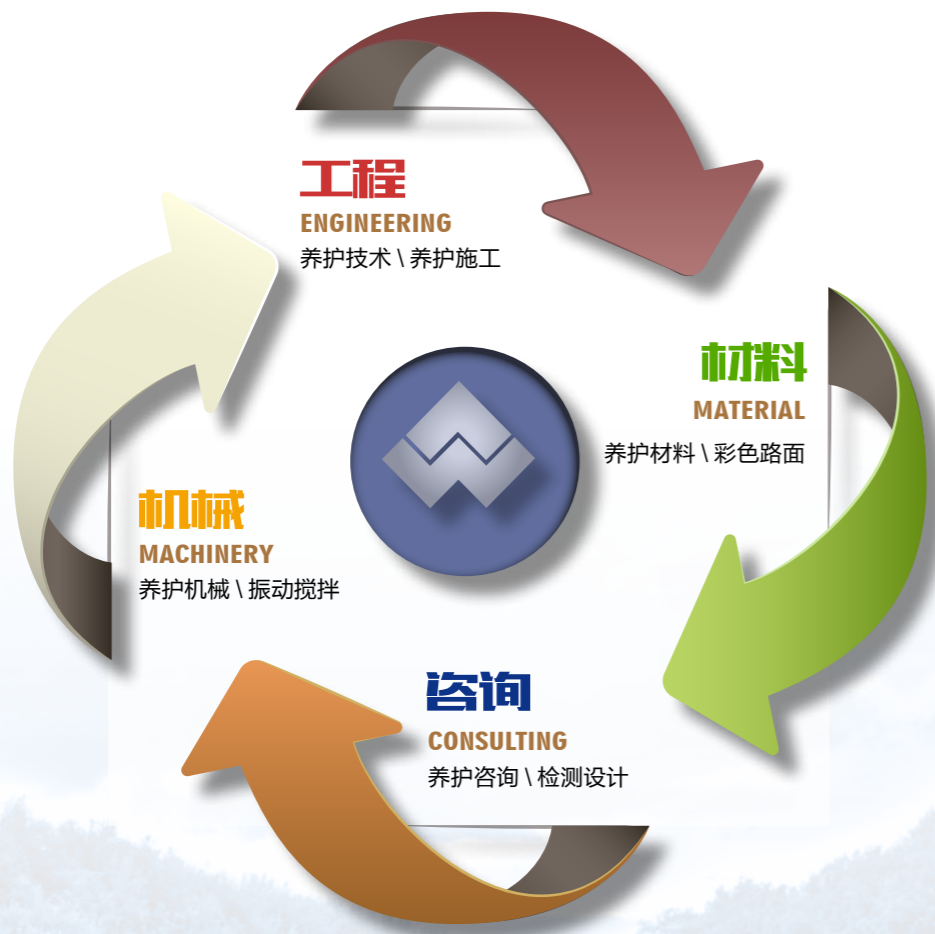 工程
ENGINEERING
养护技术 \ 养护施工
材料
MATERIAL
养护材料 \ 彩色路面
机械
MACHINERY
养护机械 \ 振动搅拌
咨询
CONSULTING
养护咨询 \ 检测设计